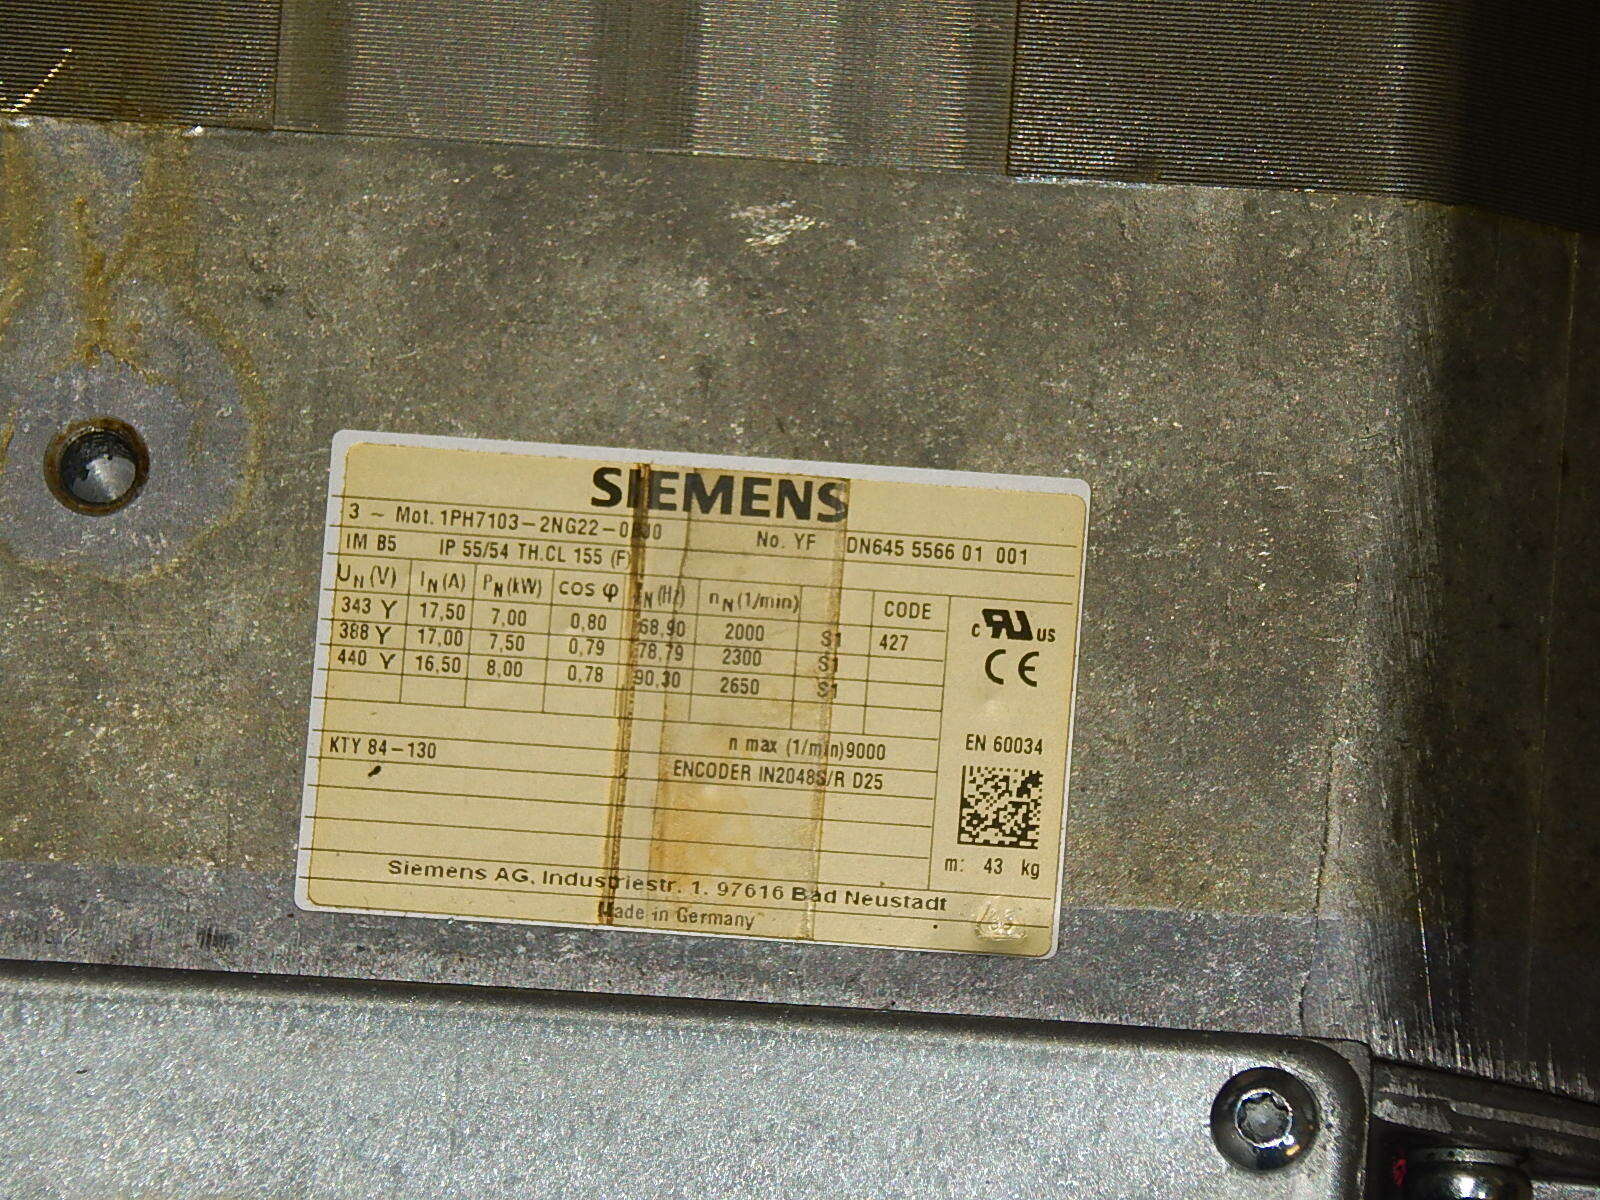 SIEMENS
3 ~ Mot. 1PH7103-2NG22-0BJ0 No. YF DN645 5566 01 001
IM B5 IP 55/54 TH.CL 155 (F)
UN (V) IN (A) PN (kW) cos φ fN (Hz) nN (1/min) CODE
343 Y 17,50 7,00 0,80 68,90 2000 S1 427
388 Y 17,00 7,50 0,79 78,79 2300 S1
440 Y 16,50 8,00 0,78 90,30 2650 S1
c RU US
CE
EN 60034
KTY 84-130 n max (1/min) 9000
ENCODER IN2048S/R D25
m: 43 kg
Siemens AG, Industriestr. 1, 97616 Bad Neustadt
Made in Germany